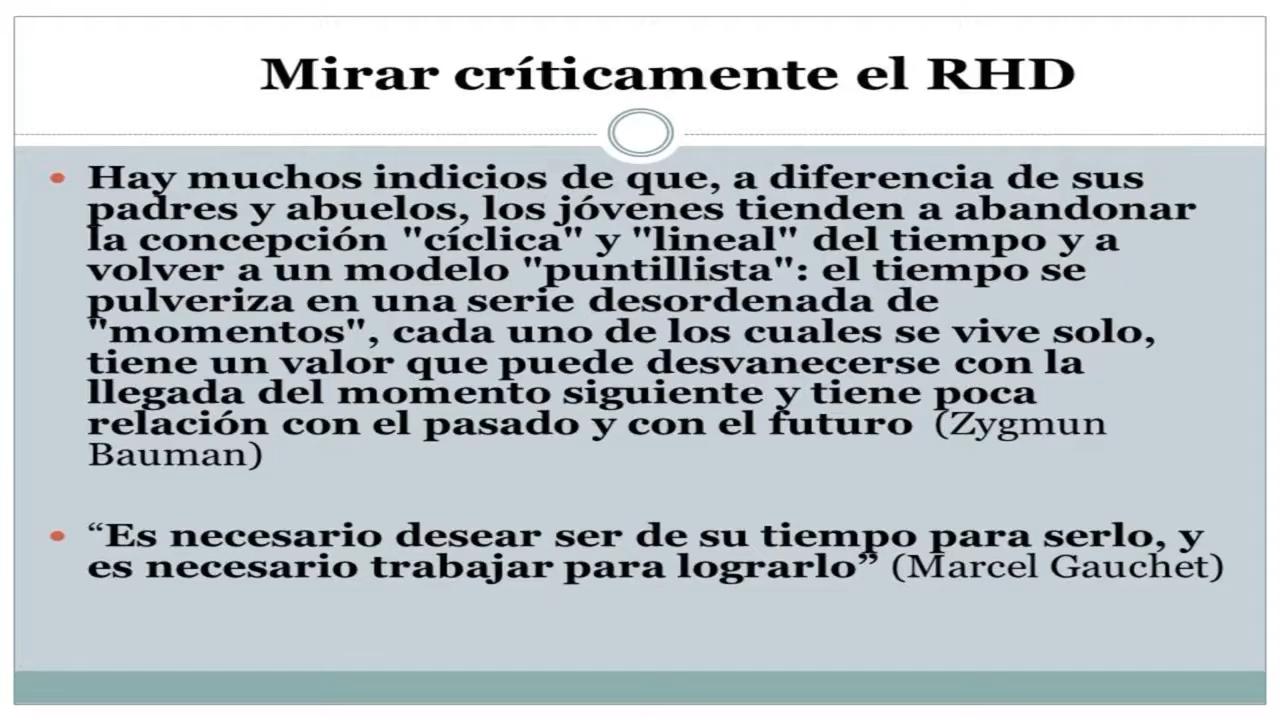 Mirar críticamente el RHD
• Hay muchos indicios de que, a diferencia de sus
padres y abuelos, los jóvenes tienden a abandonar
la concepción "cíclica" y "lineal" del tiempo y a
volver a un modelo "puntillista": el tiempo se
pulveriza en una serie desordenada de
"momentos", cada uno de los cuales se vive solo,
tiene un valor que puede desvanecerse con la
llegada del momento siguiente y tiene poca
relación con el pasado y con el futuro (Zygmun
Bauman)
• “Es necesario desear ser de su tiempo para serlo, y
es necesario trabajar para lograrlo” (Marcel Gauchet)